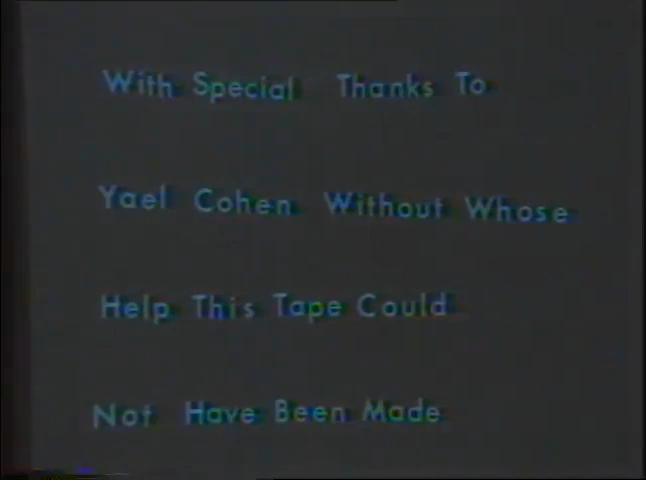 With Special Thanks To
Yael Cohen Without Whose
Help This Tape Could
Not Have Been Made